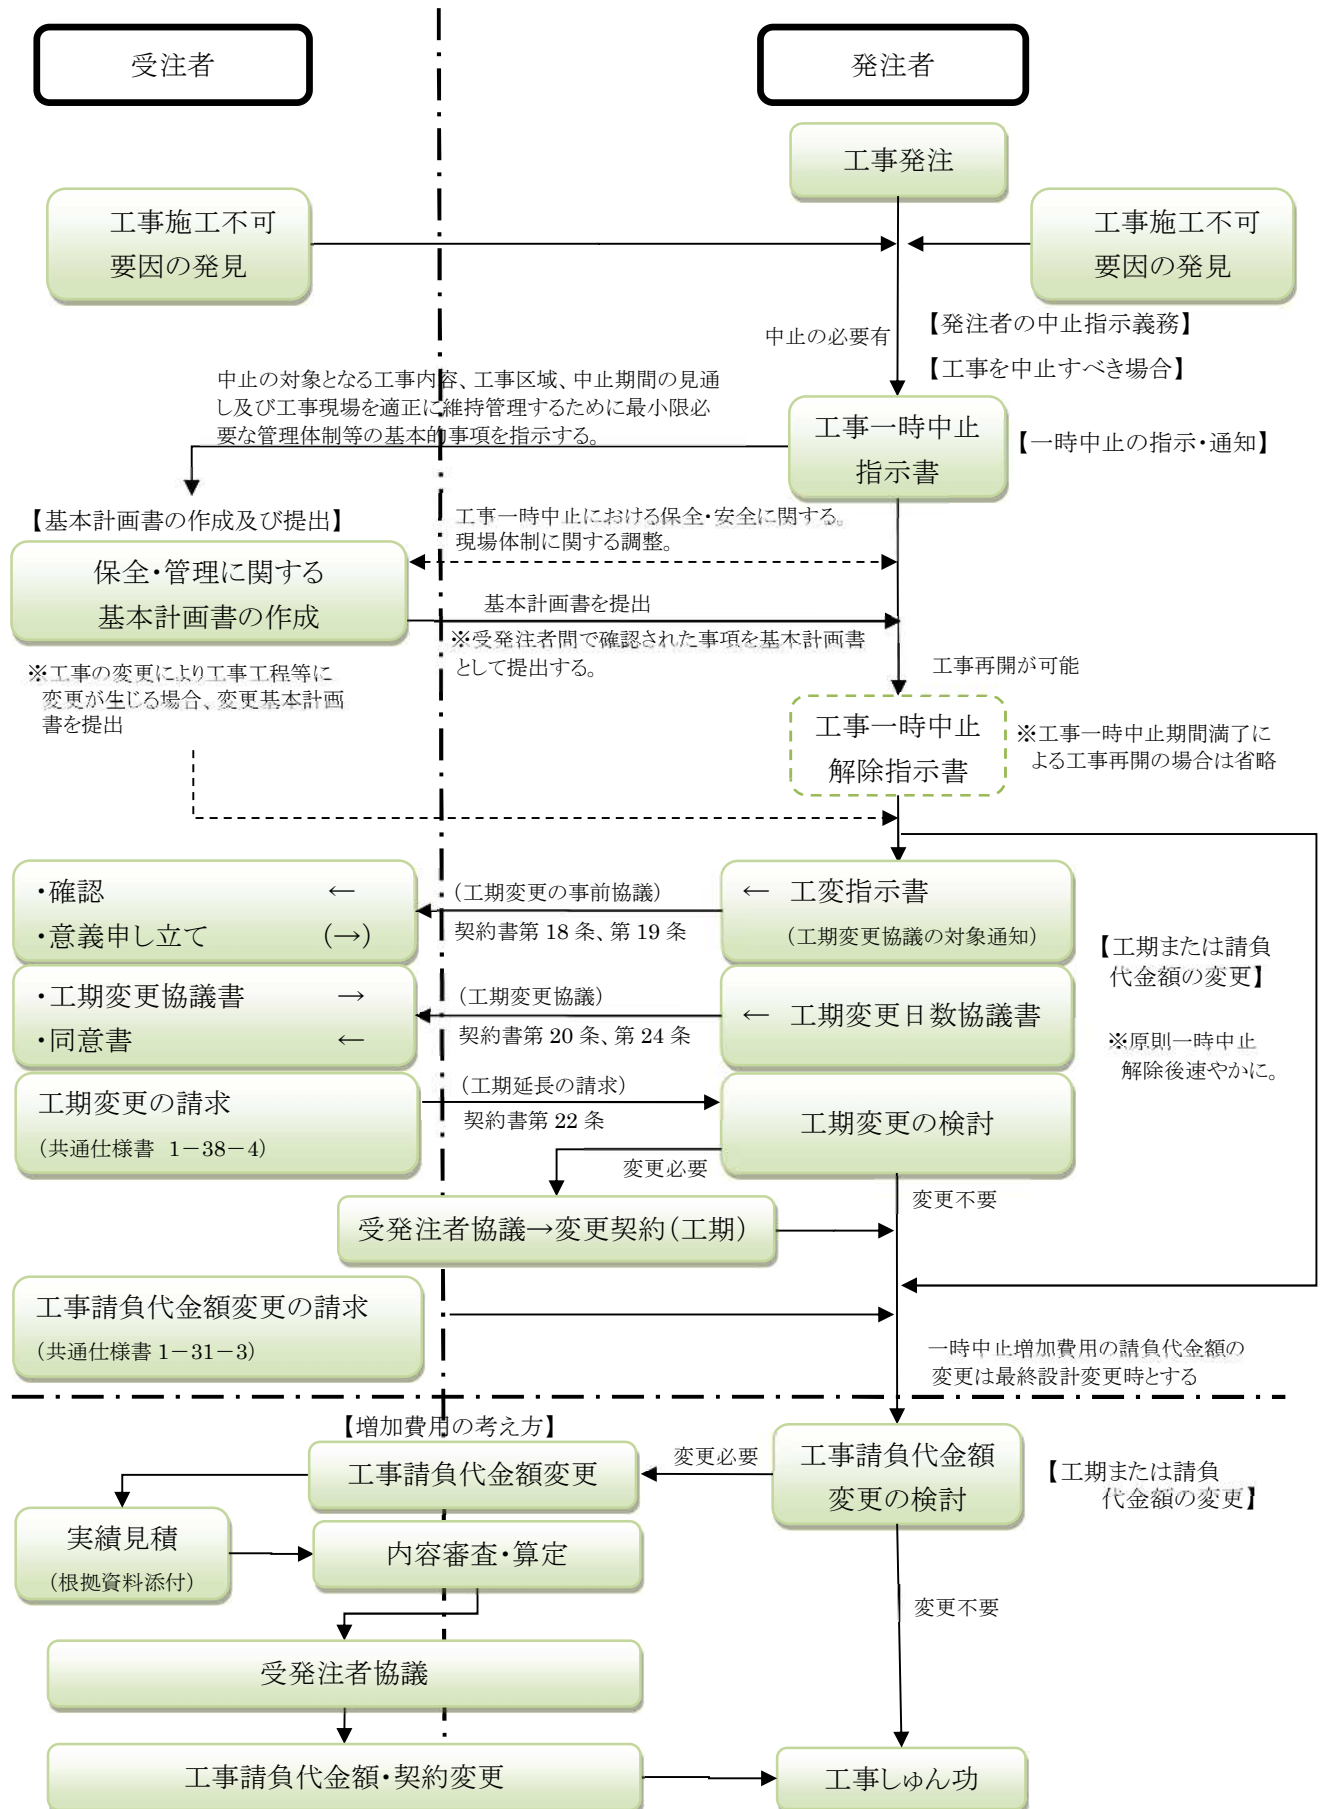 受注者
発注者
工事発注
工事施工不可
要因の発見
工事施工不可
要因の発見
中止の必要有
【発注者の中止指示義務】
【工事を中止すべき場合】
中止の対象となる工事内容、工事区域、中止期間の見通
し及び工事現場を適正に維持管理するために最小限必
要な管理体制等の基本的事項を指示する。
工事一時中止
指示書
【一時中止の指示・通知】
【基本計画書の作成及び提出】
工事一時中止における保全・安全に関する。
現場体制に関する調整。
保全・管理に関する
基本計画書の作成
基本計画書を提出
※受発注者間で確認された事項を基本計画書
として提出する。
※工事の変更により工事工程等に
変更が生じる場合、変更基本計画
書を提出
工事再開が可能
工事一時中止
解除指示書
※工事一時中止期間満了に
よる工事再開の場合は省略
・確認 ←
・意義申し立て (→)
(工期変更の事前協議)
契約書第 18 条、第 19 条
← 工変指示書
(工期変更協議の対象通知)
【工期または請負
代金額の変更】
・工期変更協議書 →
・同意書 ←
(工期変更協議)
契約書第 20 条、第 24 条
← 工期変更日数協議書
※原則一時中止
解除後速やかに。
工期変更の請求
(共通仕様書 1−38−4)
(工期延長の請求)
契約書第 22 条
工期変更の検討
変更必要
変更不要
受発注者協議→変更契約(工期)
工事請負代金額変更の請求
(共通仕様書 1−31−3)
一時中止増加費用の請負代金額の
変更は最終設計変更時とする
【増加費用の考え方】
工事請負代金額変更
変更必要
工事請負代金額
変更の検討
【工期または請負
代金額の変更】
実績見積
(根拠資料添付)
内容審査・算定
変更不要
受発注者協議
工事請負代金額・契約変更
工事しゅん功